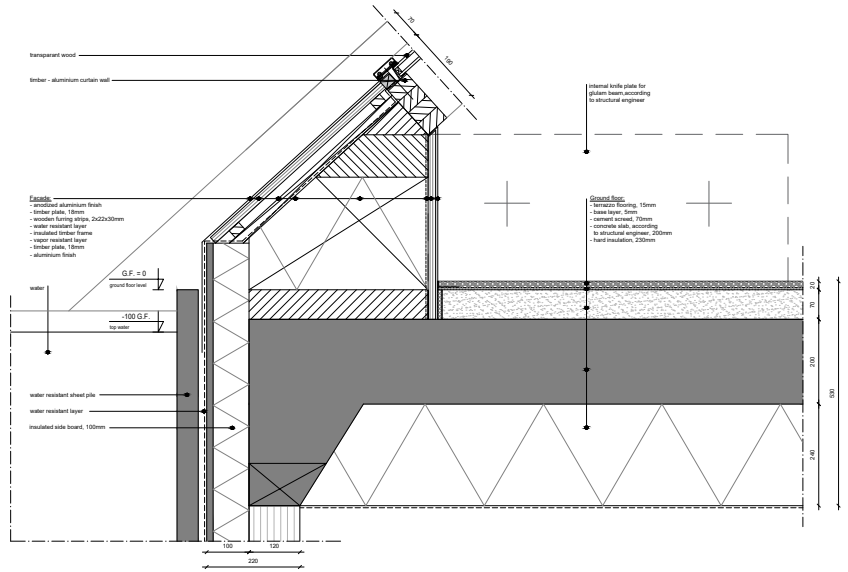 70
190
transparant wood
timber - aluminium curtain wall
internal knife plate for
glulam beam,according
to structural engineer
Facade:
- anodized aluminium finish
- timber plate, 18mm
- wooden furring strips, 2x22x30mm
- water resistant layer
- insulated timber frame
- vapor resistant layer
- timber plate, 18mm
- aluminium finish
Ground floor:
- terrazzo flooring, 15mm
- base layer, 5mm
- cement screed, 70mm
- concrete slab, according
to structural engineer, 200mm
- hard insulation, 230mm
G.F. = 0
ground floor level
water
-100 G.F.
top water
20
70
200
530
240
water resistant sheet pile
water resistant layer
insulated side board, 100mm
100
120
220